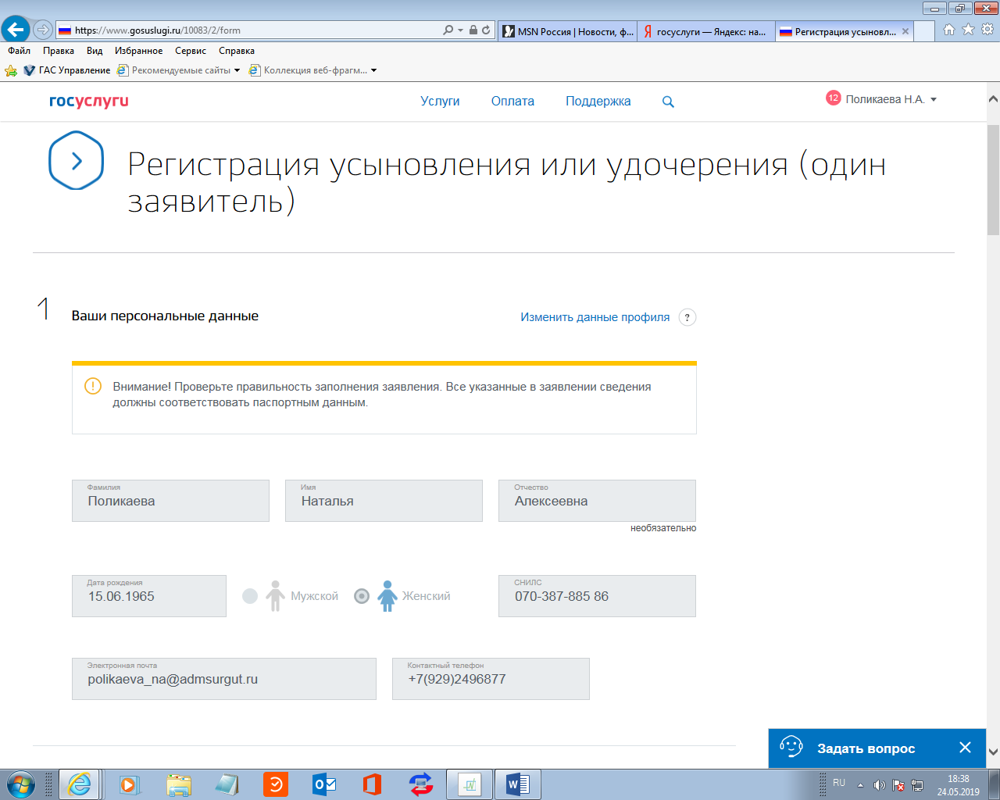 https://www.gosuslugi.ru/10083/2/form
MSN Россия | Новости, ф...
госуслуги — Яндекс: на...
Регистрация усыновл...
Файл Правка Вид Избранное Сервис Справка
ГАС Управление Рекомендуемые сайты Коллекция веб-фрагм...
госуслуги Услуги Оплата Поддержка 12 Поликаева Н.А.
Регистрация усыновления или удочерения (один
заявитель)
1 Ваши персональные данные Изменить данные профиля ?
Внимание! Проверьте правильность заполнения заявления. Все указанные в заявлении сведения
должны соответствовать паспортным данным.
Фамилия Имя Отчество
Поликаева Наталья Алексеевна
необязательно
Дата рождения СНИЛС
15.06.1965 Мужской Женский 070-387-885 86
Электронная почта Контактный телефон
polikaeva_na@admsurgut.ru +7(929)2496877
Задать вопрос
RU 18:38
24.05.2019